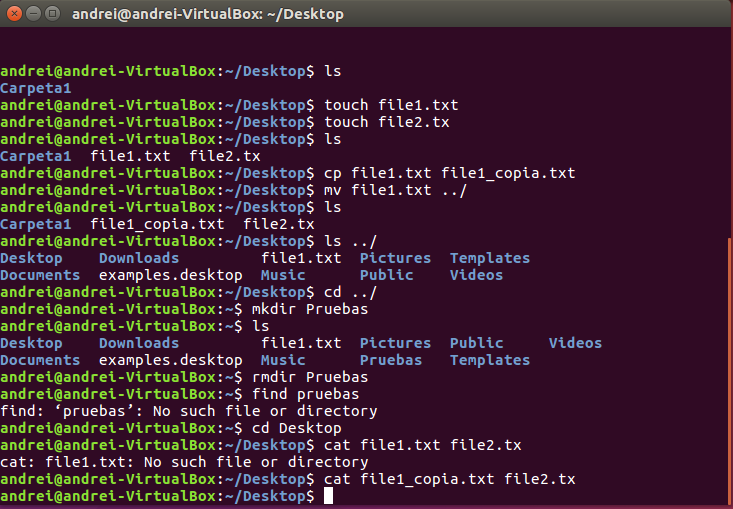 andrei@andrei-VirtualBox: ~/Desktop
andrei@andrei-VirtualBox:~/Desktop$ ls
Carpeta1
andrei@andrei-VirtualBox:~/Desktop$ touch file1.txt
andrei@andrei-VirtualBox:~/Desktop$ touch file2.tx
andrei@andrei-VirtualBox:~/Desktop$ ls
Carpeta1  file1.txt  file2.tx
andrei@andrei-VirtualBox:~/Desktop$ cp file1.txt file1_copia.txt
andrei@andrei-VirtualBox:~/Desktop$ mv file1.txt ../
andrei@andrei-VirtualBox:~/Desktop$ ls
Carpeta1  file1_copia.txt  file2.tx
andrei@andrei-VirtualBox:~/Desktop$ ls ../
Desktop    Downloads         file1.txt  Pictures  Templates
Documents  examples.desktop  Music      Public    Videos
andrei@andrei-VirtualBox:~/Desktop$ cd ../
andrei@andrei-VirtualBox:~$ mkdir Pruebas
andrei@andrei-VirtualBox:~$ ls
Desktop    Downloads         file1.txt  Pictures  Public     Videos
Documents  examples.desktop  Music      Pruebas   Templates
andrei@andrei-VirtualBox:~$ rmdir Pruebas
andrei@andrei-VirtualBox:~$ find pruebas
find: ‘pruebas’: No such file or directory
andrei@andrei-VirtualBox:~$ cd Desktop
andrei@andrei-VirtualBox:~/Desktop$ cat file1.txt file2.tx
cat: file1.txt: No such file or directory
andrei@andrei-VirtualBox:~/Desktop$ cat file1_copia.txt file2.tx
andrei@andrei-VirtualBox:~/Desktop$